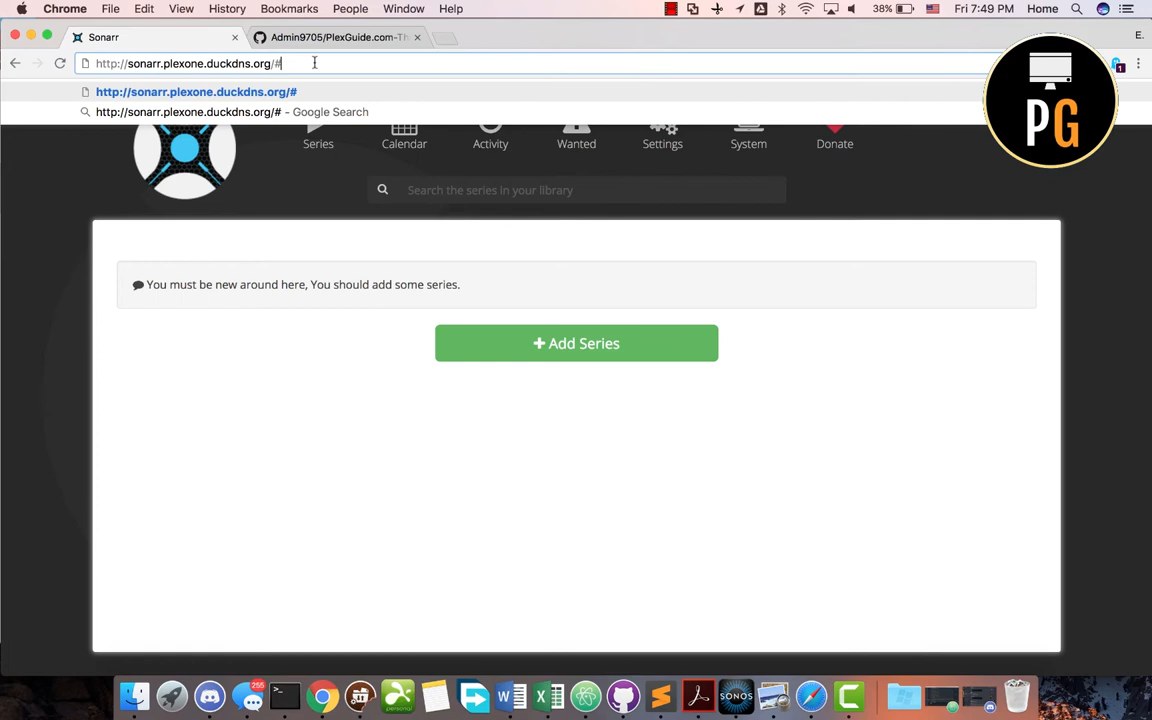 Chrome File Edit View History Bookmarks People Window Help 38% Fri 7:49 PM Home
Sonarr Admin9705/PlexGuide.com-Th E.
http://sonarr.plexone.duckdns.org/#
1
http://sonarr.plexone.duckdns.org/#
http://sonarr.plexone.duckdns.org/# - Google Search
PG
Series Calendar Activity Wanted Settings System Donate
Search the series in your library
You must be new around here, You should add some series.
+ Add Series
255
personal
SONOS